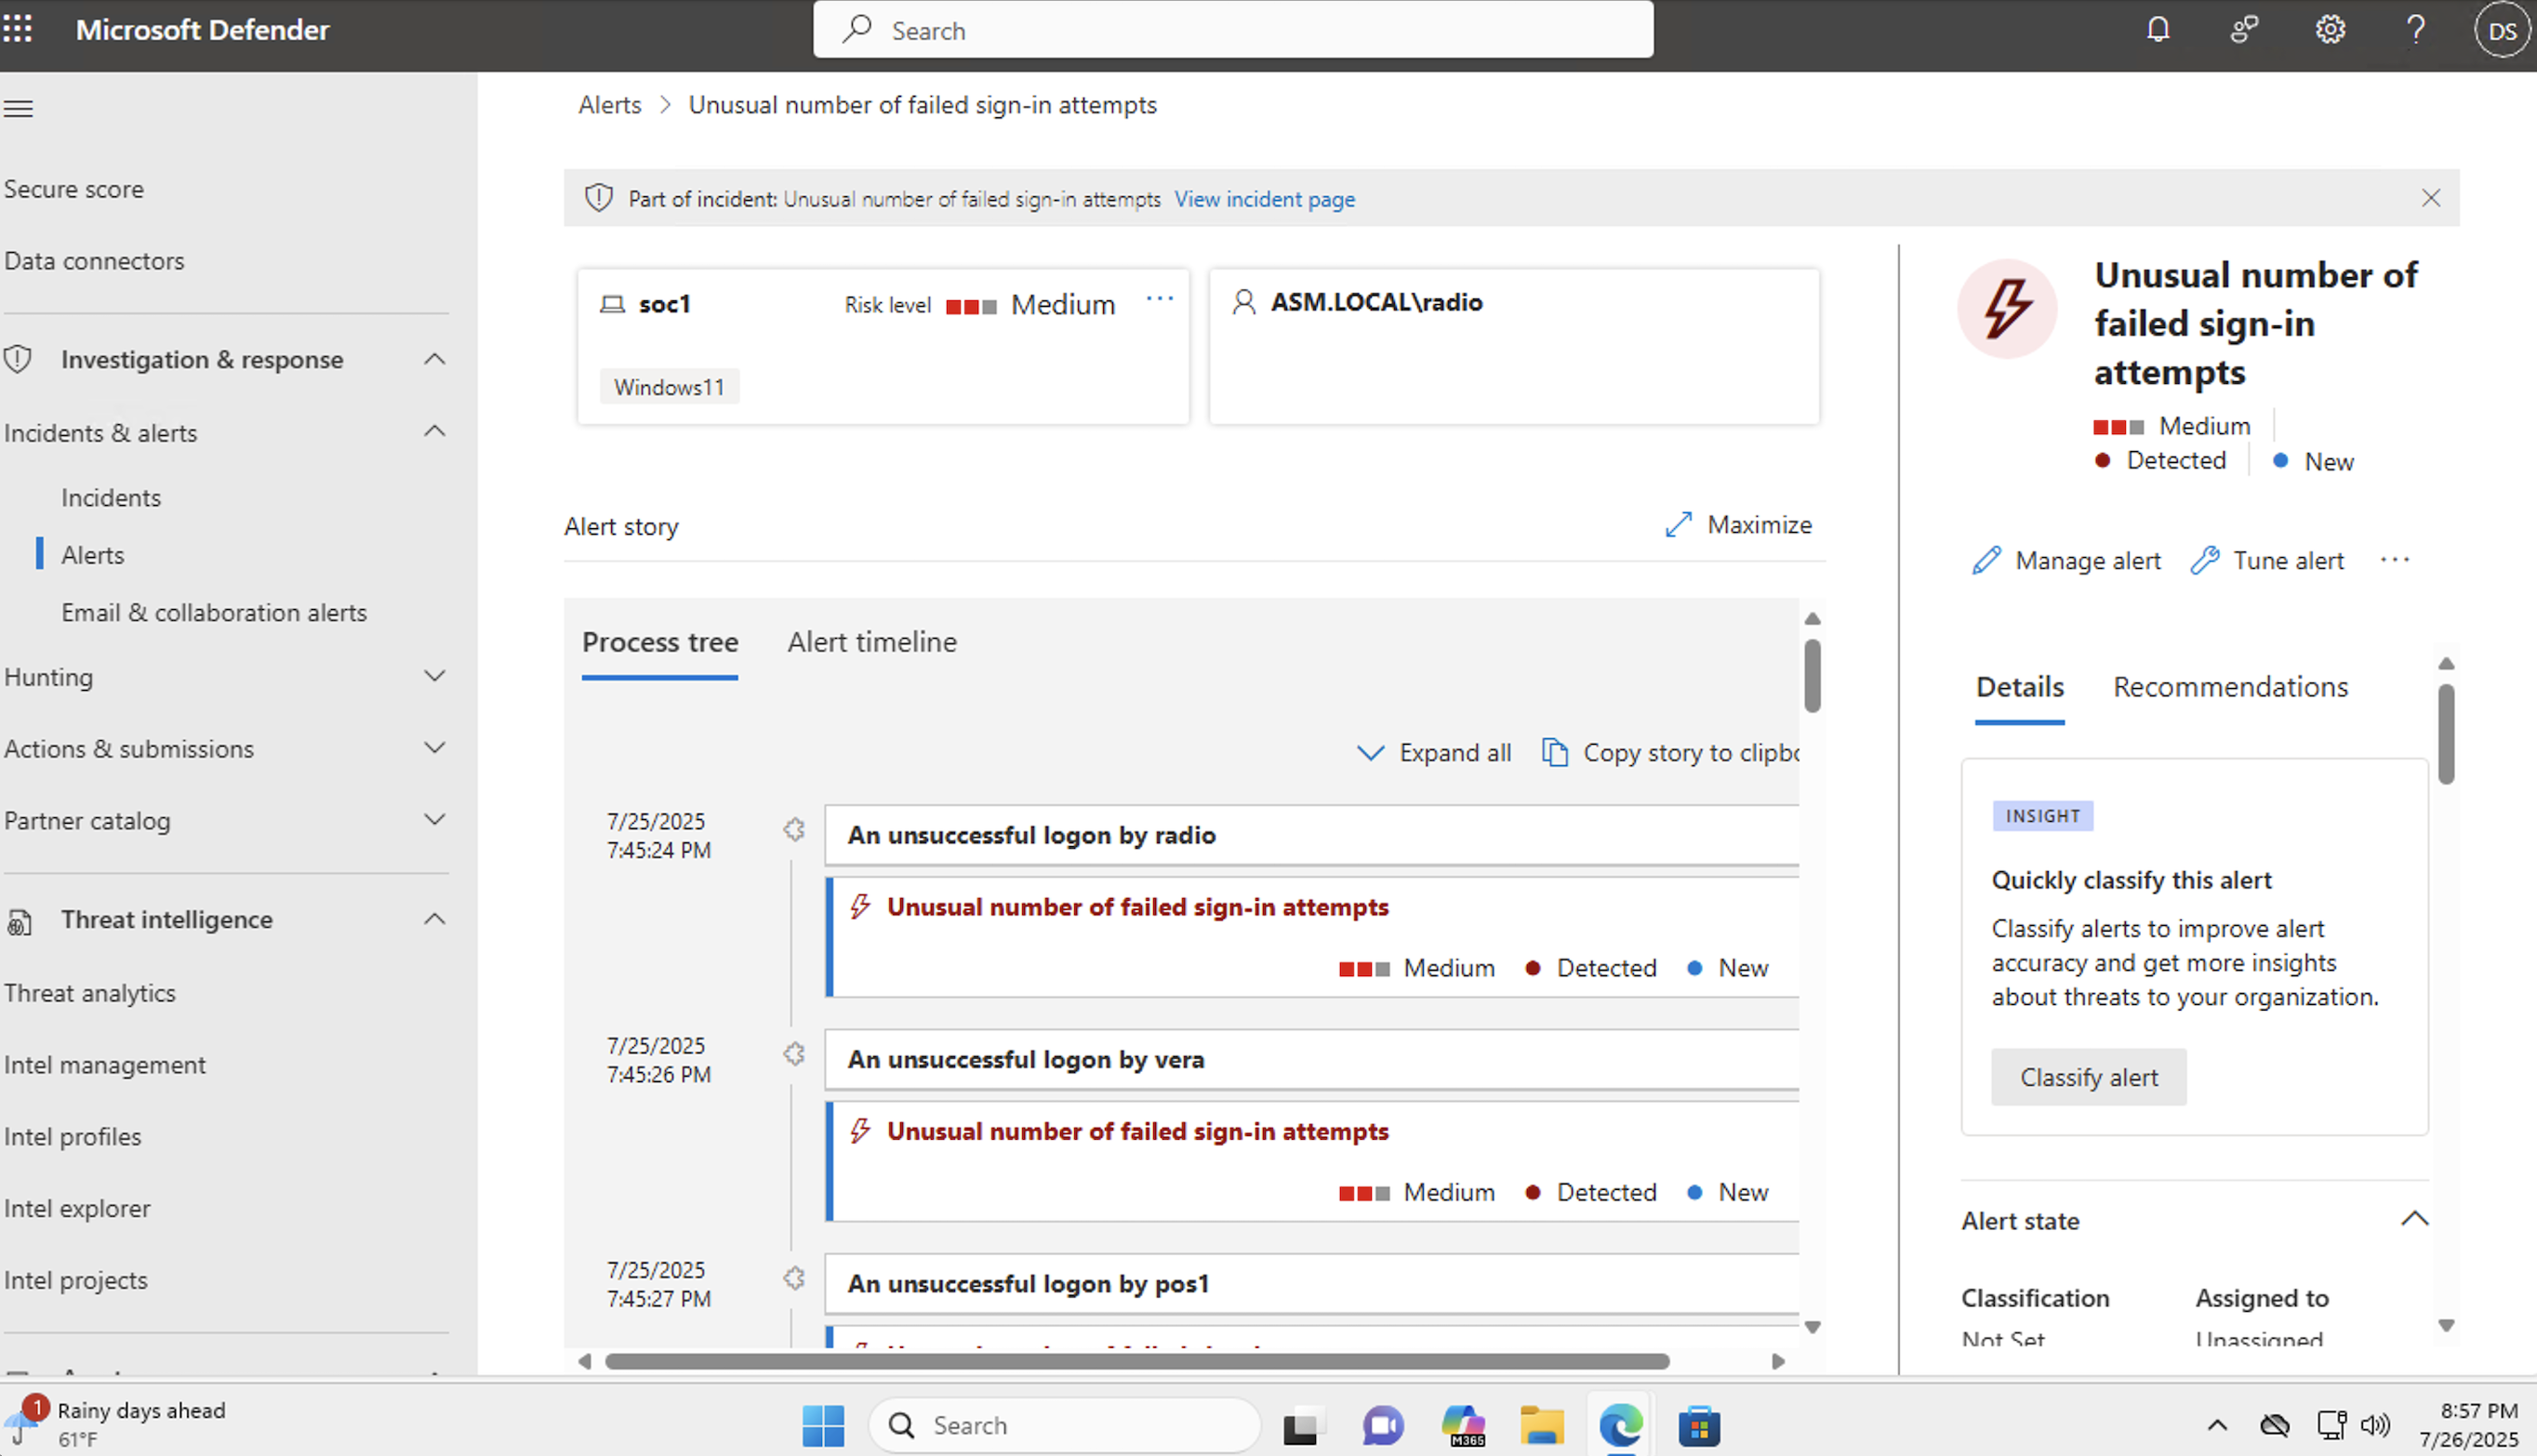 Microsoft Defender
Search
DS
Secure score
Data connectors
Investigation & response
Incidents & alerts
Incidents
Alerts
Email & collaboration alerts
Hunting
Actions & submissions
Partner catalog
Threat intelligence
Threat analytics
Intel management
Intel profiles
Intel explorer
Intel projects
Alerts > Unusual number of failed sign-in attempts
Part of incident: Unusual number of failed sign-in attempts View incident page
soc1
Risk level Medium ...
Windows11
ASM.LOCAL\radio
Alert story
Maximize
Process tree
Alert timeline
Expand all
Copy story to clipbo
7/25/2025
7:45:24 PM
An unsuccessful logon by radio
Unusual number of failed sign-in attempts
Medium Detected New
7/25/2025
7:45:26 PM
An unsuccessful logon by vera
Unusual number of failed sign-in attempts
Medium Detected New
7/25/2025
7:45:27 PM
An unsuccessful logon by pos1
Unusual number of
failed sign-in
attempts
Medium
Detected New
Manage alert Tune alert ...
Details Recommendations
INSIGHT
Quickly classify this alert
Classify alerts to improve alert
accuracy and get more insights
about threats to your organization.
Classify alert
Alert state
Classification Assigned to
Not Set Unassigned
1
Rainy days ahead
61°F
Search
M365
8:57 PM
7/26/2025